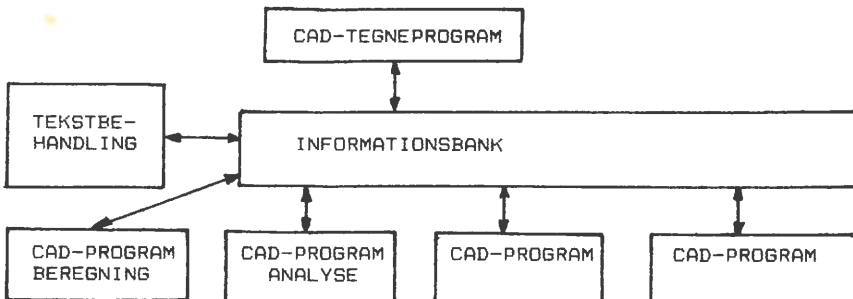 CAD-TEGNEPROGRAM
TEKSTBE-
HANDLING
INFORMATIONSBANK
CAD-PROGRAM
BEREGNING
CAD-PROGRAM
ANALYSE
CAD-PROGRAM
CAD-PROGRAM